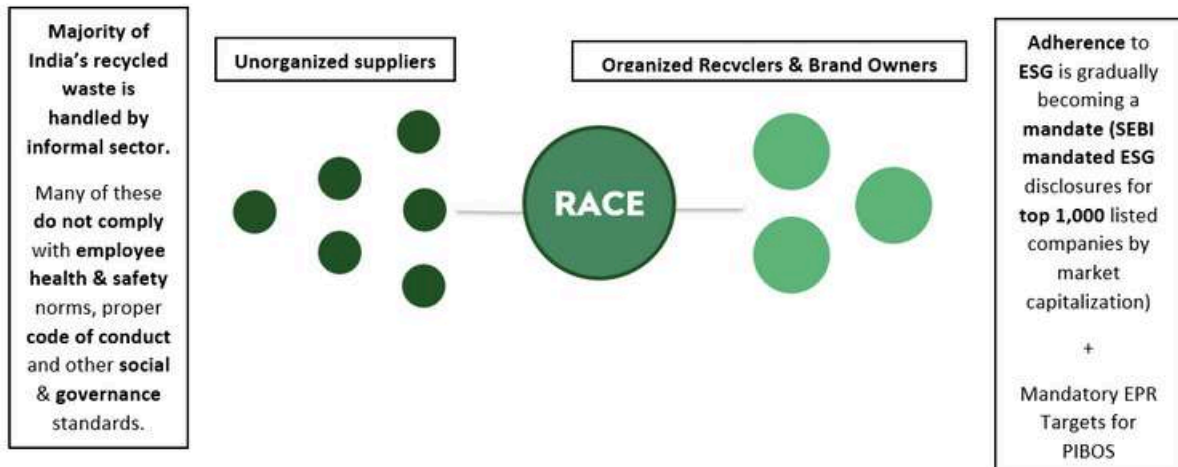 Majority of
India’s recycled
waste is
handled by
informal sector.
Many of these
do not comply
with employee
health & safety
norms, proper
code of conduct
and other social
& governance
standards.
Unorganized suppliers
RACE
Organized Recyclers & Brand Owners
Adherence to
ESG is gradually
becoming a
mandate (SEBI
mandated ESG
disclosures for
top 1,000 listed
companies by
market
capitalization)
+
Mandatory EPR
Targets for
PIBOS